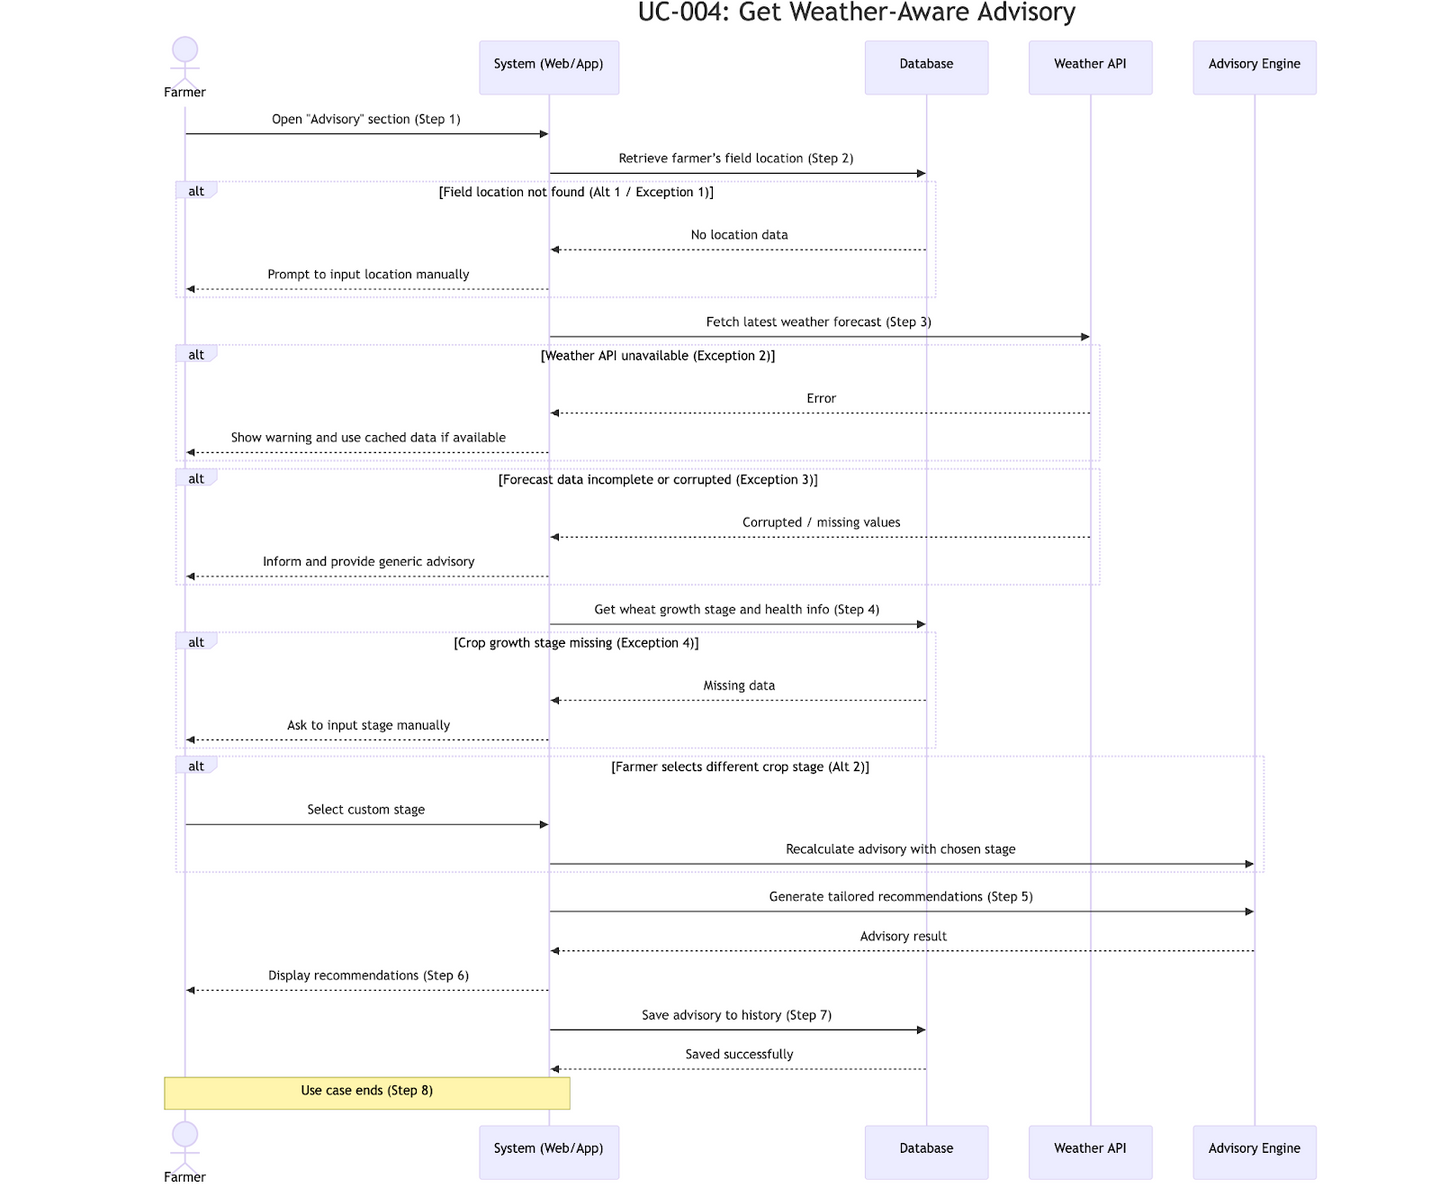 UC-004: Get Weather-Aware Advisory
Farmer
System (Web/App)
Database
Weather API
Advisory Engine
Open "Advisory" section (Step 1)
Retrieve farmer's field location (Step 2)
alt
[Field location not found (Alt 1 / Exception 1)]
No location data
Prompt to input location manually
Fetch latest weather forecast (Step 3)
alt
[Weather API unavailable (Exception 2)]
Error
Show warning and use cached data if available
alt
[Forecast data incomplete or corrupted (Exception 3)]
Corrupted / missing values
Inform and provide generic advisory
Get wheat growth stage and health info (Step 4)
alt
[Crop growth stage missing (Exception 4)]
Missing data
Ask to input stage manually
alt
[Farmer selects different crop stage (Alt 2)]
Select custom stage
Recalculate advisory with chosen stage
Generate tailored recommendations (Step 5)
Advisory result
Display recommendations (Step 6)
Save advisory to history (Step 7)
Saved successfully
Use case ends (Step 8)
Farmer
System (Web/App)
Database
Weather API
Advisory Engine